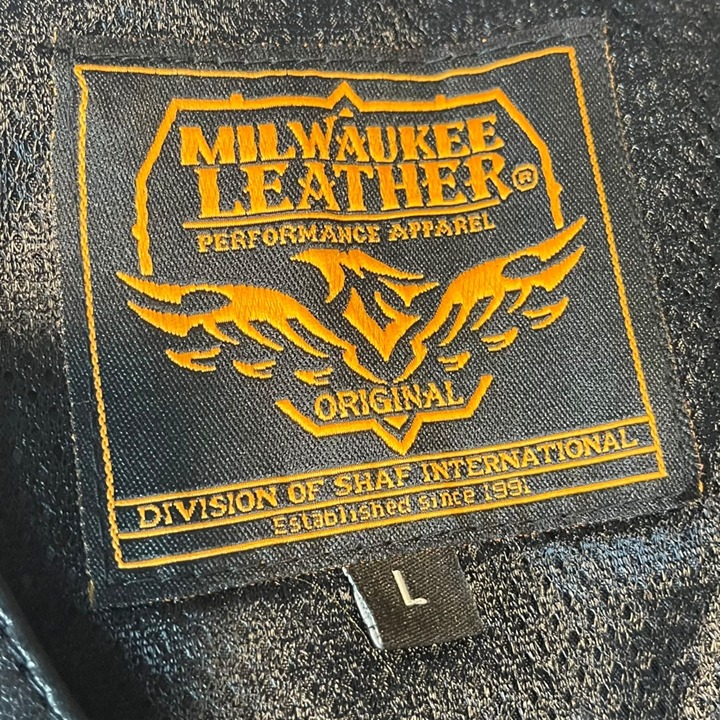 MILWAUKEE
LEATHER®
PERFORMANCE APPAREL
ORIGINAL
DIVISION OF SHAF INTERNATIONAL
Established Since 1991
L